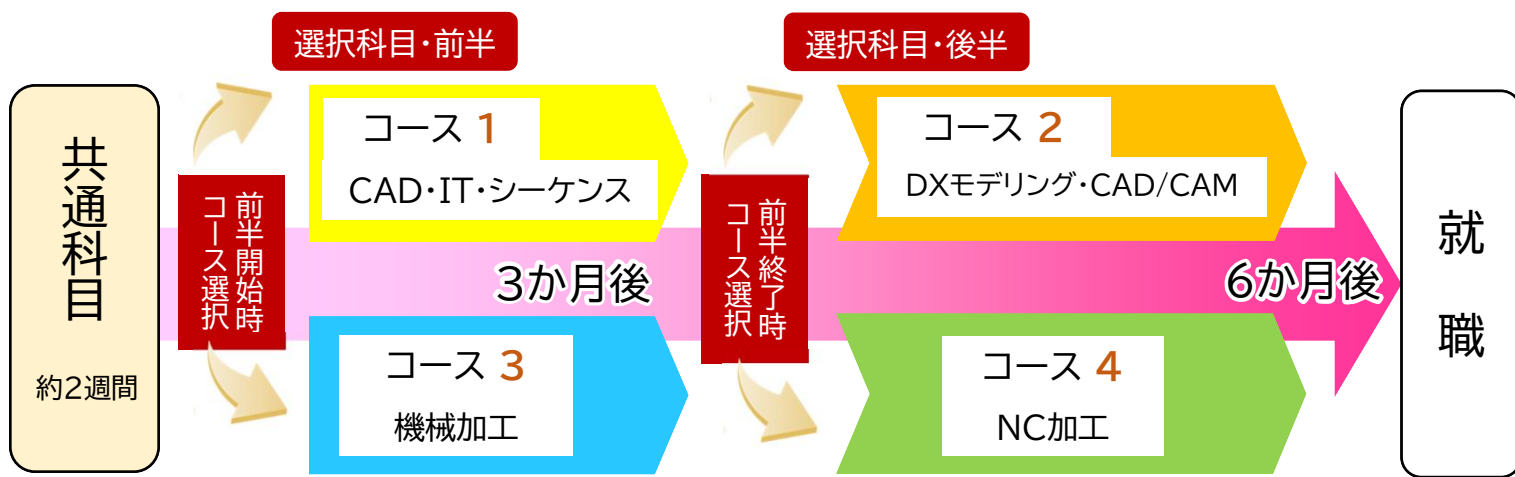 選択科目・前半
選択科目・後半
共通科目
約2週間
前半開始時
コース選択
コース 1
CAD・IT・シーケンス
3か月後
コース 3
機械加工
前半終了時
コース選択
コース 2
DXモデリング・CAD/CAM
6か月後
コース 4
NC加工
就職